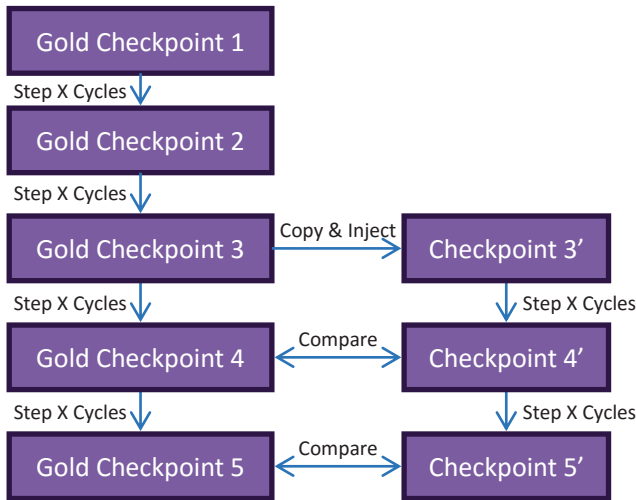 Gold Checkpoint 1
Step X Cycles
Gold Checkpoint 2
Step X Cycles
Gold Checkpoint 3
Copy & Inject
Checkpoint 3’
Step X Cycles
Step X Cycles
Gold Checkpoint 4
Compare
Checkpoint 4’
Step X Cycles
Step X Cycles
Gold Checkpoint 5
Compare
Checkpoint 5’